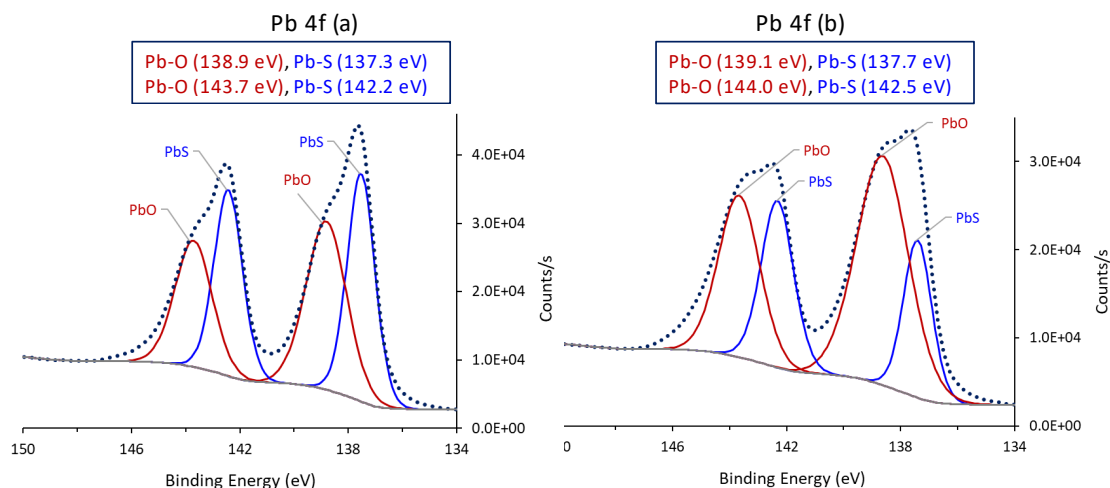 Pb 4f (a)
Pb-O (138.9 eV), Pb-S (137.3 eV)
Pb-O (143.7 eV), Pb-S (142.2 eV)
PbS
PbS
PbO
PbO
4.0E+04
3.0E+04
2.0E+04
1.0E+04
0.0E+00
Counts/s
150
146
142
138
134
Binding Energy (eV)
Pb 4f (b)
Pb-O (139.1 eV), Pb-S (137.7 eV)
Pb-O (144.0 eV), Pb-S (142.5 eV)
PbO
PbO
PbS
PbS
3.0E+04
2.0E+04
1.0E+04
0.0E+00
Counts/s
0
146
142
138
134
Binding Energy (eV)